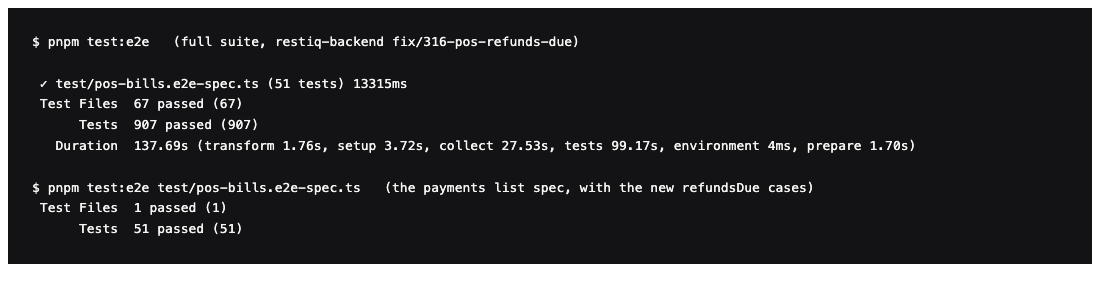 $ pnpm test:e2e   (full suite, restiq-backend fix/316-pos-refunds-due)
✓ test/pos-bills.e2e-spec.ts (51 tests) 13315ms
Test Files  67 passed (67)
Tests  907 passed (907)
Duration  137.69s (transform 1.76s, setup 3.72s, collect 27.53s, tests 99.17s, environment 4ms, prepare 1.70s)
$ pnpm test:e2e test/pos-bills.e2e-spec.ts   (the payments list spec, with the new refundsDue cases)
Test Files  1 passed (1)
Tests  51 passed (51)